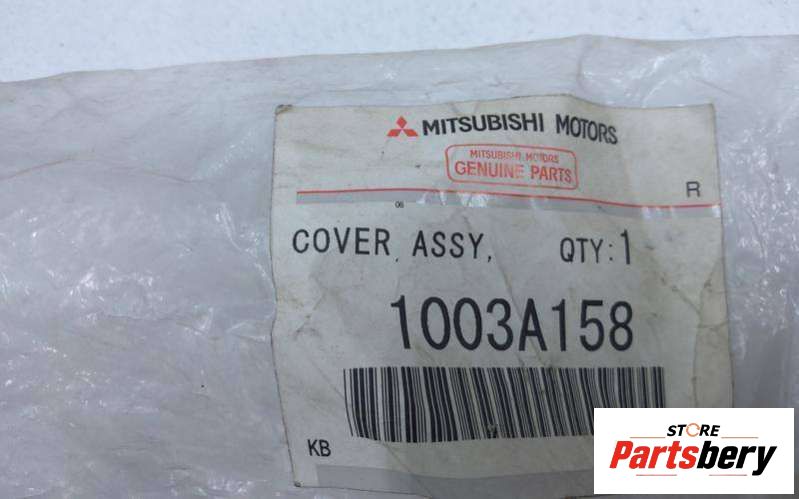 MITSUBISHI MOTORS
MITSUBISHI MOTORS
GENUINE PARTS
R
06
COVER ASSY, QTY:1
1003A158
KB
STORE
Partsbery